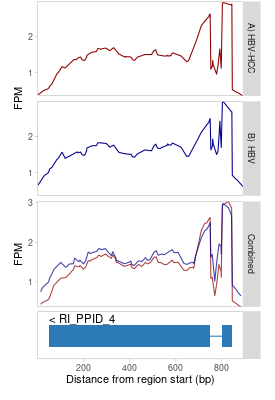 2
1
FPM
A) HBV-HCC
2
1
B) HBV
3
2
1
FPM
Combined
< RI_PPID_4
200 400 600 800
Distance from region start (bp)